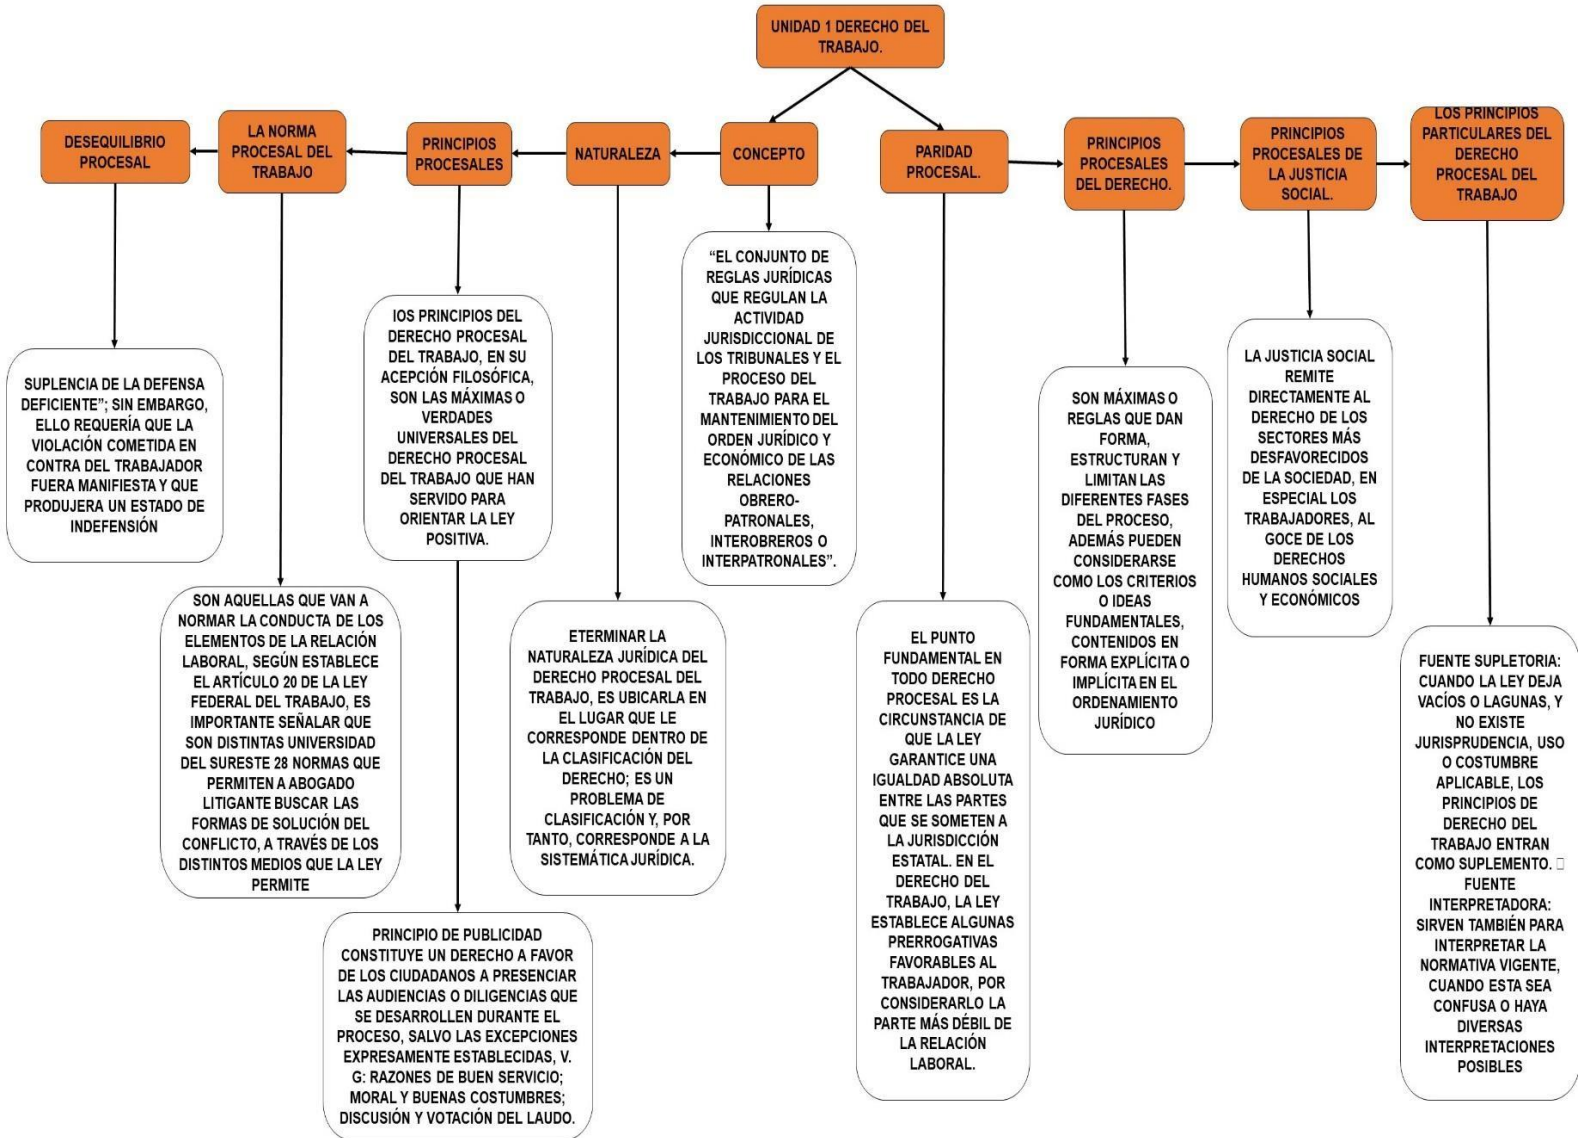 UNIDAD 1 DERECHO DEL
TRABAJO.
DESEQUILIBRIO
PROCESAL
LA NORMA
PROCESAL DEL
TRABAJO
PRINCIPIOS
PROCESALES
NATURALEZA
CONCEPTO
PARIDAD
PROCESAL.
PRINCIPIOS
PROCESALES
DEL DERECHO.
PRINCIPIOS
PROCESALES DE
LA JUSTICIA
SOCIAL.
LOS PRINCIPIOS
PARTICULARES DEL
DERECHO
PROCESAL DEL
TRABAJO
SUPLENCIA DE LA DEFENSA
DEFICIENTE”; SIN EMBARGO,
ELLO REQUERÍA QUE LA
VIOLACIÓN COMETIDA EN
CONTRA DEL TRABAJADOR
FUERA MANIFIESTA Y QUE
PRODUJERA UN ESTADO DE
INDEFENSIÓN
SON AQUELLAS QUE VAN A
NORMAR LA CONDUCTA DE LOS
ELEMENTOS DE LA RELACIÓN
LABORAL, SEGÚN ESTABLECE
EL ARTÍCULO 20 DE LA LEY
FEDERAL DEL TRABAJO, ES
IMPORTANTE SEÑALAR QUE
SON DISTINTAS UNIVERSIDAD
DEL SURESTE 28 NORMAS QUE
PERMITEN A ABOGADO
LITIGANTE BUSCAR LAS
FORMAS DE SOLUCIÓN DEL
CONFLICTO, A TRAVÉS DE LOS
DISTINTOS MEDIOS QUE LA LEY
PERMITE
lOS PRINCIPIOS DEL
DERECHO PROCESAL
DEL TRABAJO, EN SU
ACEPCIÓN FILOSÓFICA,
SON LAS MÁXIMAS O
VERDADES
UNIVERSALES DEL
DERECHO PROCESAL
DEL TRABAJO QUE HAN
SERVIDO PARA
ORIENTAR LA LEY
POSITIVA.
PRINCIPIO DE PUBLICIDAD
CONSTITUYE UN DERECHO A FAVOR
DE LOS CIUDADANOS A PRESENCIAR
LAS AUDIENCIAS O DILIGENCIAS QUE
SE DESARROLLEN DURANTE EL
PROCESO, SALVO LAS EXCEPCIONES
EXPRESAMENTE ESTABLECIDAS, V.
G: RAZONES DE BUEN SERVICIO;
MORAL Y BUENAS COSTUMBRES;
DISCUSIÓN Y VOTACIÓN DEL LAUDO.
ETERMINAR LA
NATURALEZA JURÍDICA DEL
DERECHO PROCESAL DEL
TRABAJO, ES UBICARLA EN
EL LUGAR QUE LE
CORRESPONDE DENTRO DE
LA CLASIFICACIÓN DEL
DERECHO; ES UN
PROBLEMA DE
CLASIFICACIÓN Y, POR
TANTO, CORRESPONDE A LA
SISTEMÁTICA JURÍDICA.
“EL CONJUNTO DE
REGLAS JURÍDICAS
QUE REGULAN LA
ACTIVIDAD
JURISDICCIONAL DE
LOS TRIBUNALES Y EL
PROCESO DEL
TRABAJO PARA EL
MANTENIMIENTO DEL
ORDEN JURÍDICO Y
ECONÓMICO DE LAS
RELACIONES
OBRERO-
PATRONALES,
INTEROBREROS O
INTERPATRONALES”.
EL PUNTO
FUNDAMENTAL EN
TODO DERECHO
PROCESAL ES LA
CIRCUNSTANCIA DE
QUE LA LEY
GARANTICE UNA
IGUALDAD ABSOLUTA
ENTRE LAS PARTES
QUE SE SOMETEN A
LA JURISDICCIÓN
ESTATAL. EN EL
DERECHO DEL
TRABAJO, LA LEY
ESTABLECE ALGUNAS
PRERROGATIVAS
FAVORABLES AL
TRABAJADOR, POR
CONSIDERARLO LA
PARTE MÁS DÉBIL DE
LA RELACIÓN
LABORAL.
SON MÁXIMAS O
REGLAS QUE DAN
FORMA,
ESTRUCTURAN Y
LIMITAN LAS
DIFERENTES FASES
DEL PROCESO,
ADEMÁS PUEDEN
CONSIDERARSE
COMO LOS CRITERIOS
O IDEAS
FUNDAMENTALES,
CONTENIDOS EN
FORMA EXPLÍCITA O
IMPLÍCITA EN EL
ORDENAMIENTO
JURÍDICO
LA JUSTICIA SOCIAL
REMITE
DIRECTAMENTE AL
DERECHO DE LOS
SECTORES MÁS
DESFAVORECIDOS
DE LA SOCIEDAD, EN
ESPECIAL LOS
TRABAJADORES, AL
GOCE DE LOS
DERECHOS
HUMANOS SOCIALES
Y ECONÓMICOS
FUENTE SUPLETORIA:
CUANDO LA LEY DEJA
VACÍOS O LAGUNAS, Y
NO EXISTE
JURISPRUDENCIA, USO
O COSTUMBRE
APLICABLE, LOS
PRINCIPIOS DE
DERECHO DEL
TRABAJO ENTRAN
COMO SUPLEMENTO. □
FUENTE
INTERPRETADORA:
SIRVEN TAMBIÉN PARA
INTERPRETAR LA
NORMATIVA VIGENTE,
CUANDO ESTA SEA
CONFUSA O HAYA
DIVERSAS
INTERPRETACIONES
POSIBLES